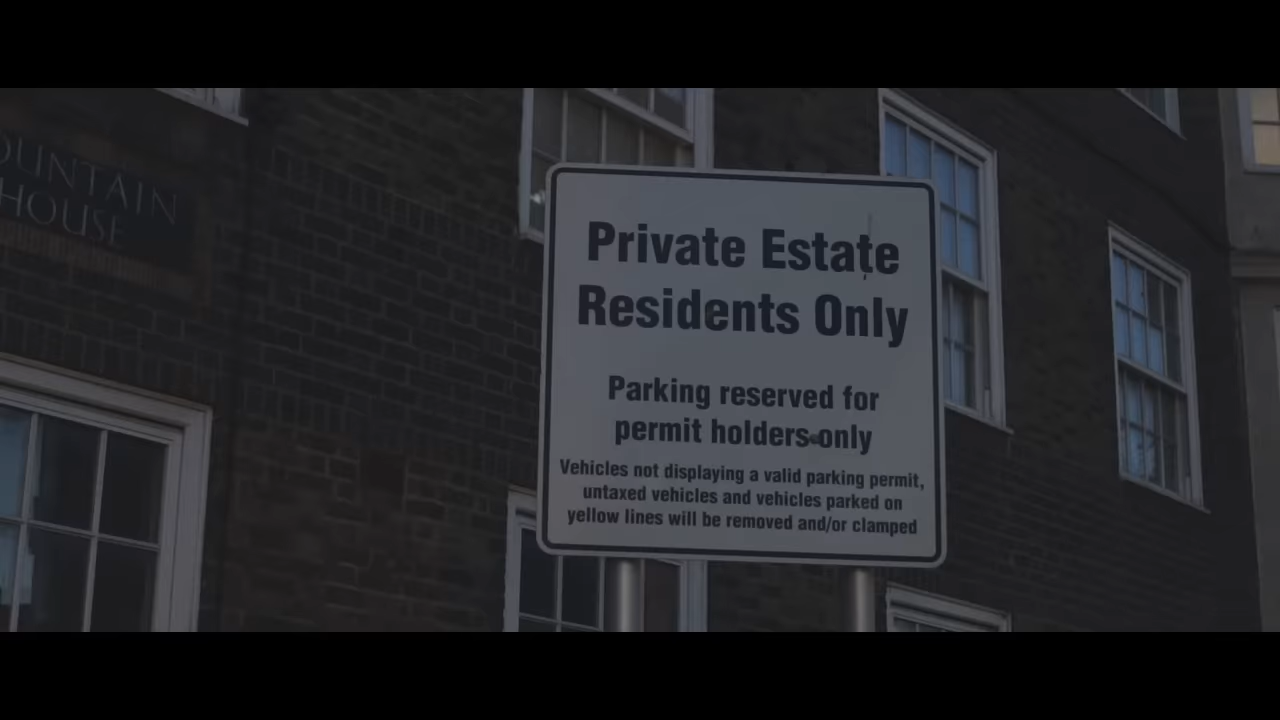 OUNTAIN
HOUSE
Private Estate
Residents Only
Parking reserved for
permit holders only
Vehicles not displaying a valid parking permit,
untaxed vehicles and vehicles parked on
yellow lines will be removed and/or clamped